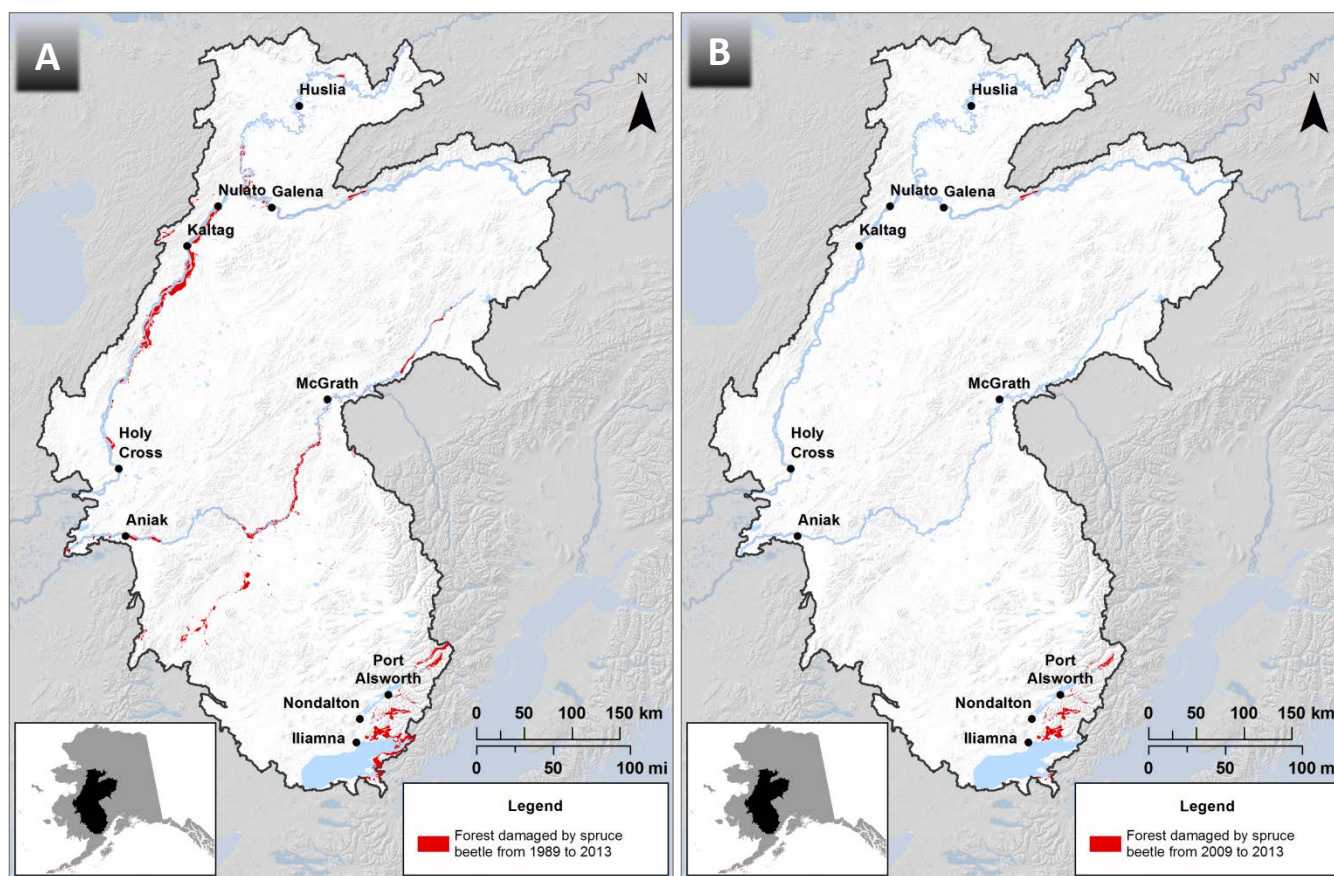 A
N
Huslia
Nulato
Galena
Kaltag
McGrath
Holy
Cross
Aniak
Port
Alsworth
Nondalton
Iliamna
0 50 100 150 km
0 50 100 mi
Legend
Forest damaged by spruce
beetle from 1989 to 2013
B
N
Huslia
Nulato
Galena
Kaltag
McGrath
Holy
Cross
Aniak
Port
Alsworth
Nondalton
Iliamna
0 50 100 150 km
0 50 100 mi
Legend
Forest damaged by spruce
beetle from 2009 to 2013